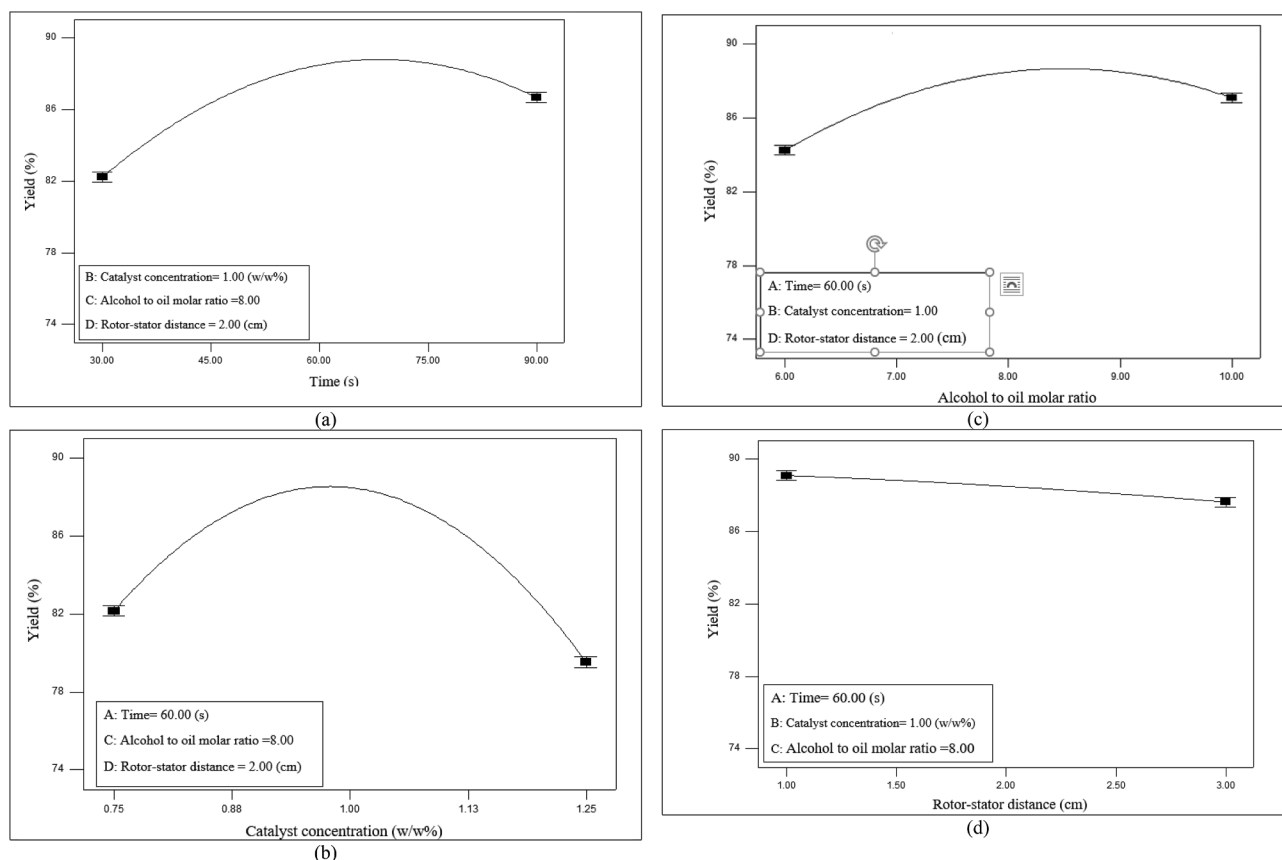 90
86
82
78
74
Yield (%)
B: Catalyst concentration= 1.00 (w/w%)
C: Alcohol to oil molar ratio =8.00
D: Rotor-stator distance = 2.00 (cm)
30.00 45.00 60.00 75.00 90.00
Time (s)
(a)
90
86
82
78
74
Yield (%)
A: Time= 60.00 (s)
B: Catalyst concentration= 1.00
D: Rotor-stator distance = 2.00 (cm)
6.00 7.00 8.00 9.00 10.00
Alcohol to oil molar ratio
(c)
90
86
82
78
74
Yield (%)
A: Time= 60.00 (s)
C: Alcohol to oil molar ratio =8.00
D: Rotor-stator distance = 2.00 (cm)
0.75 0.88 1.00 1.13 1.25
Catalyst concentration (w/w%)
(b)
90
86
82
78
74
Yield (%)
A: Time= 60.00 (s)
B: Catalyst concentration= 1.00 (w/w%)
C: Alcohol to oil molar ratio =8.00
1.00 1.50 2.00 2.50 3.00
Rotor-stator distance (cm)
(d)